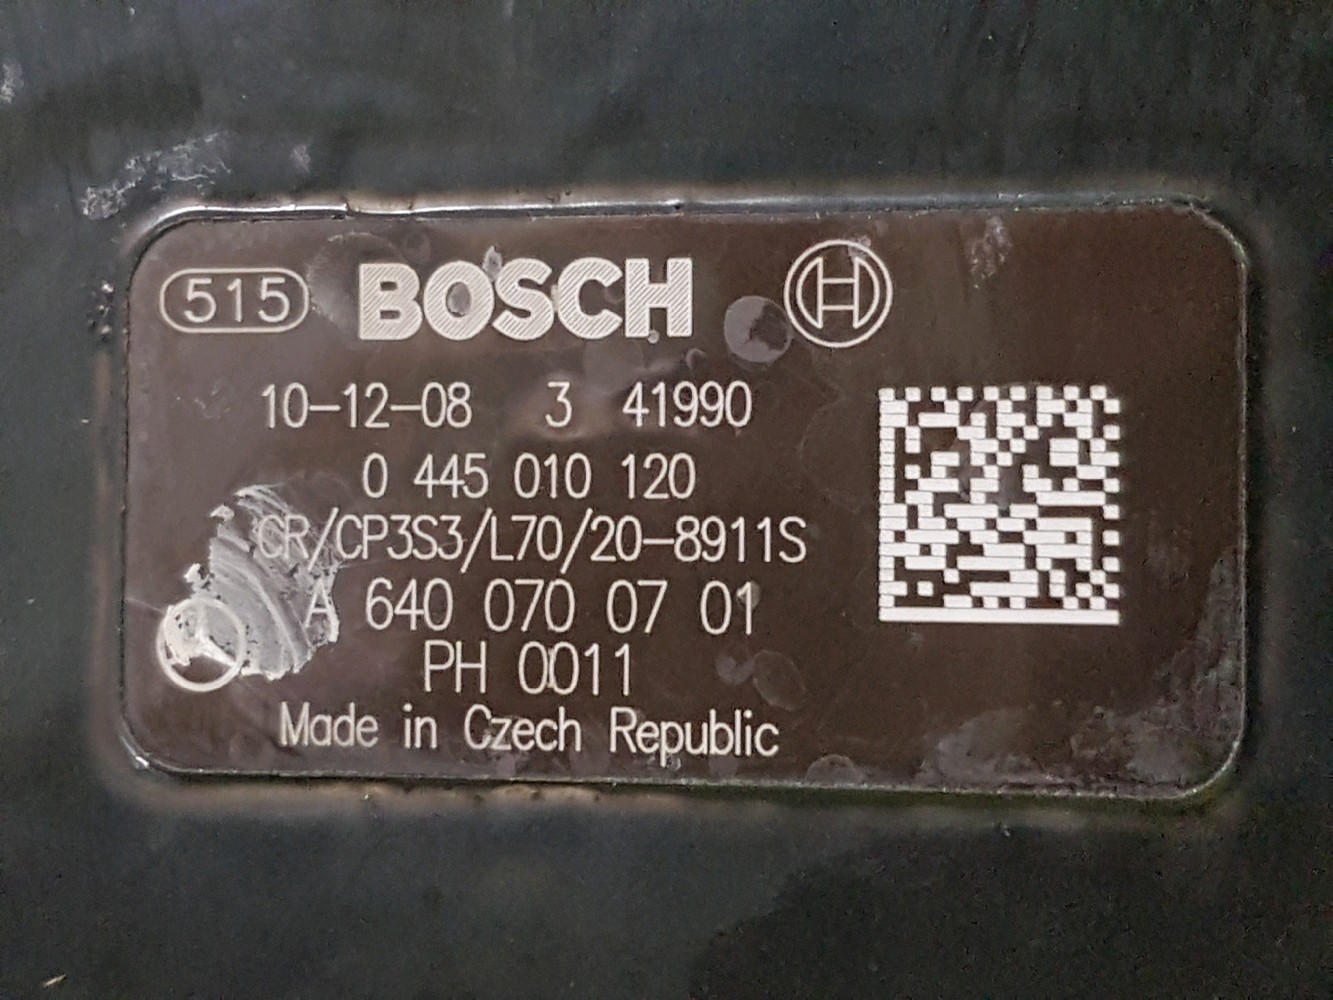 515 BOSCH
10-12-08 3 41990
0 445 010 120
CR/CP3S3/L70/20-8911S
A 640 070 07 01
PH 0011
Made in Czech Republic